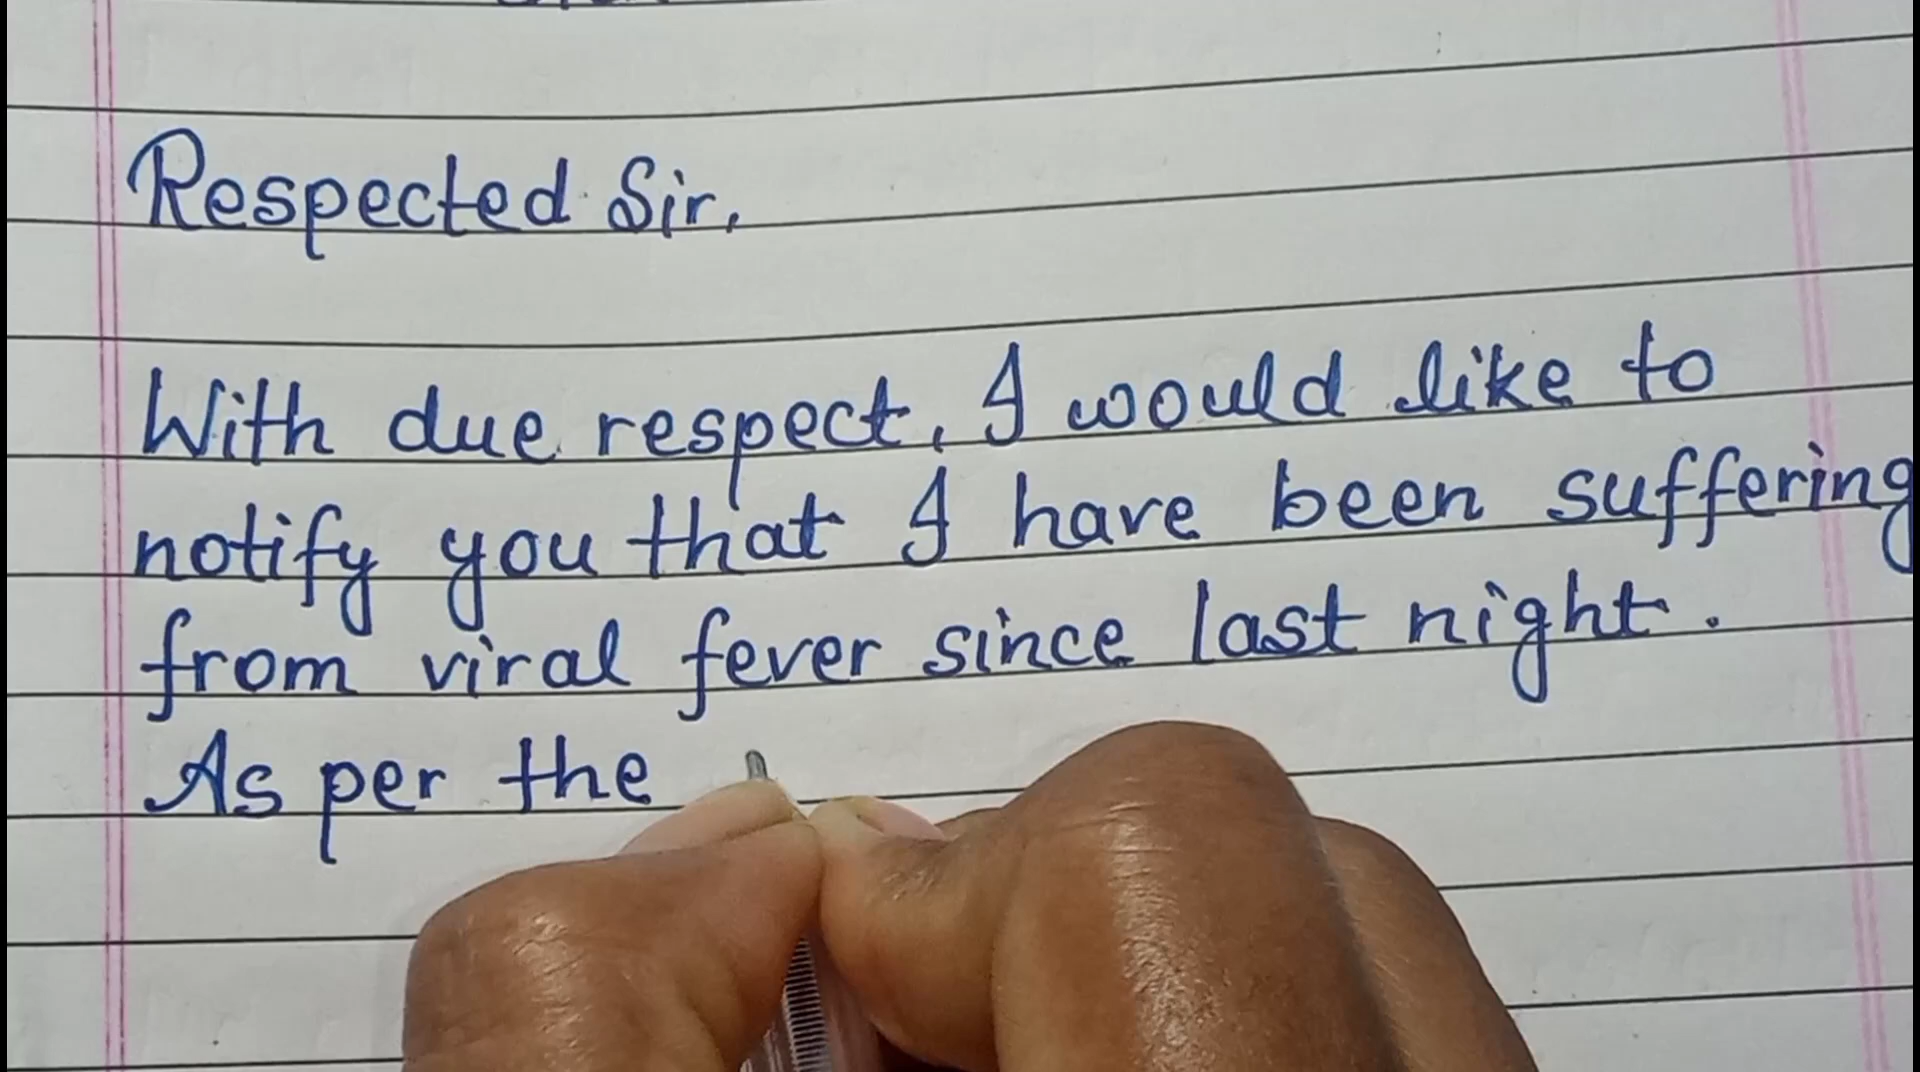 Respected Sir,
With due respect, I would like to
notify you that I have been suffering
from viral fever since last night.
As per the